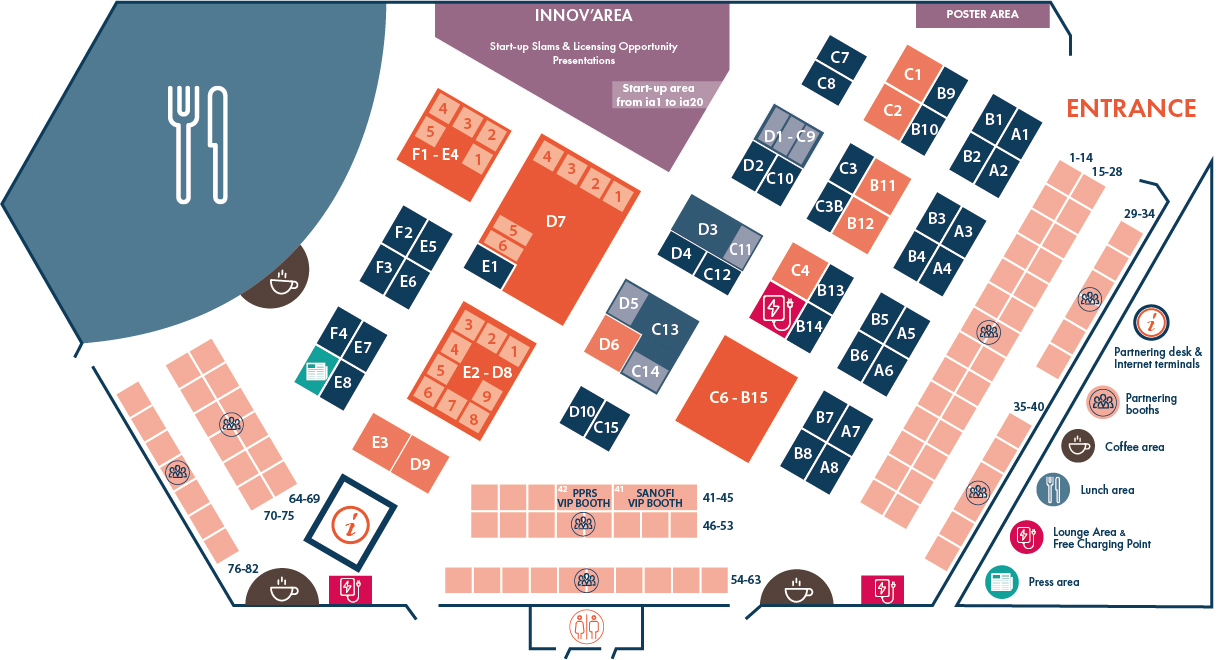 INNOV'AREA
Start-up Slams & Licensing Opportunity
Presentations
Start-up area
from ia1 to ia20
POSTER AREA
ENTRANCE
C7
C8
C1
C2
B9
B10
B1
A1
B2
A2
D1 - C9
D2
C10
C3
B11
C3B
B12
B3
A3
B4
A4
4
3
2
5
1
F1 - E4
4
3
2
1
D7
5
6
E1
F2
E5
F3
E6
D3
C11
D4
C12
C4
B13
B14
B5
A5
B6
A6
F4
E7
E8
3
2
1
4
5
E2 - D8
6
7
9
8
D5
C13
D6
C14
D10
C15
C6 - B15
B7
A7
B8
A8
E3
D9
1-14
15-28
29-34
35-40
42
PPRS
VIP BOOTH
41
SANOFI
VIP BOOTH
41-45
46-53
54-63
64-69
70-75
76-82
i
i
Partnering desk &
Internet terminals
Partnering
booths
Coffee area
Lunch area
Lounge Area &
Free Charging Point
Press area